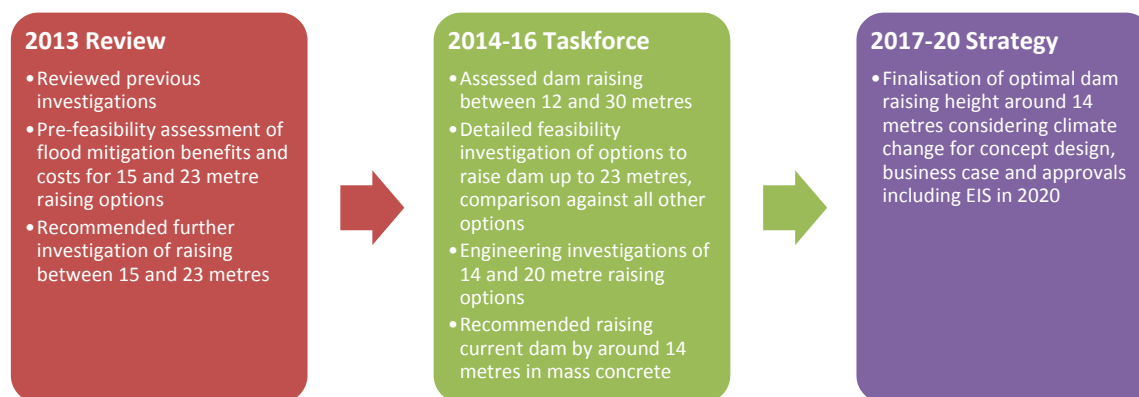 2013 Review
•Reviewed previous
investigations
•Pre-feasibility assessment of
flood mitigation benefits and
costs for 15 and 23 metre
raising options
•Recommended further
investigation of raising
between 15 and 23 metres
2014-16 Taskforce
•Assessed dam raising
between 12 and 30 metres
•Detailed feasibility
investigation of options to
raise dam up to 23 metres,
comparison against all other
options
•Engineering investigations of
14 and 20 metre raising
options
•Recommended raising
current dam by around 14
metres in mass concrete
2017-20 Strategy
•Finalisation of optimal dam
raising height around 14
metres considering climate
change for concept design,
business case and approvals
including EIS in 2020